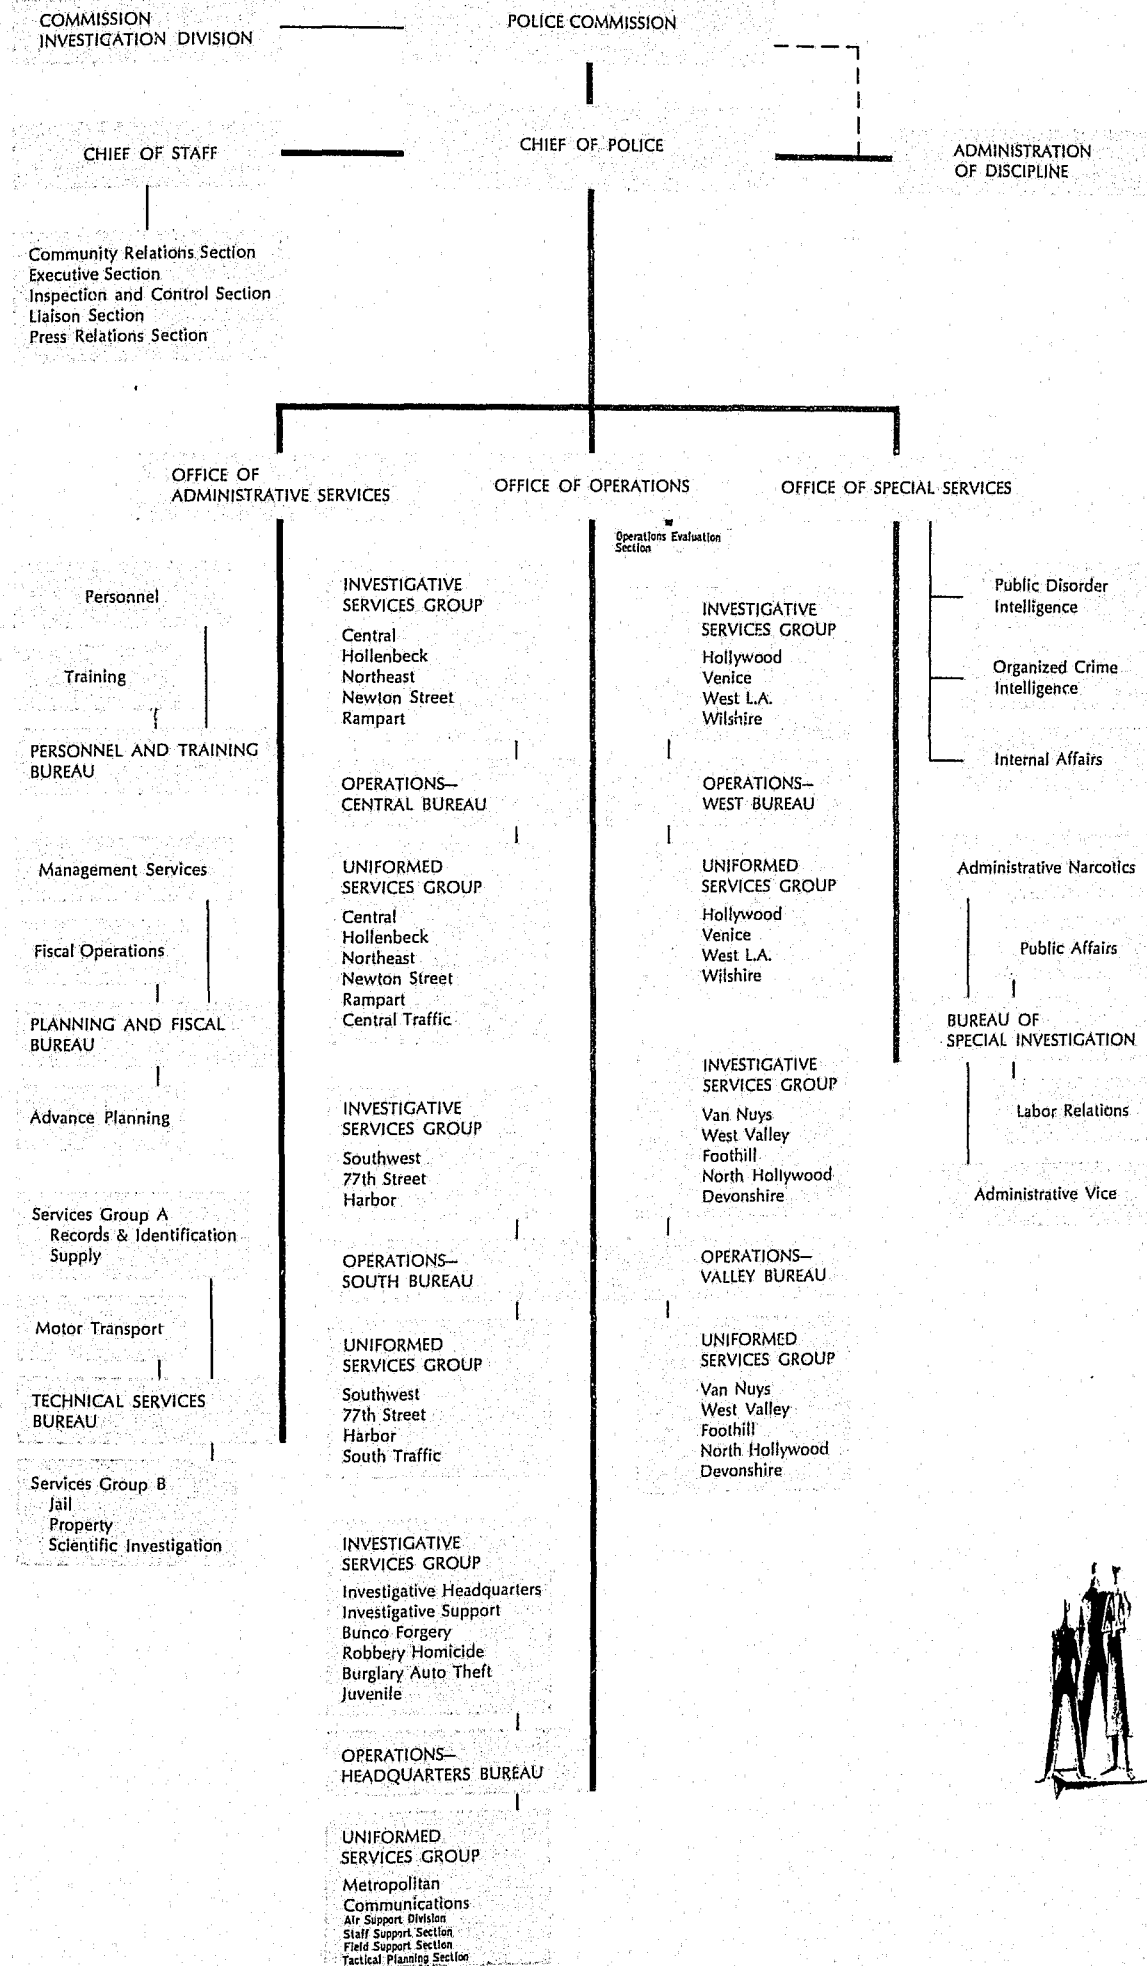 COMMISSION
INVESTIGATION DIVISION
POLICE COMMISSION
CHIEF OF STAFF
CHIEF OF POLICE
ADMINISTRATION
OF DISCIPLINE
Community Relations Section
Executive Section
Inspection and Control Section
Liaison Section
Press Relations Section
OFFICE OF
ADMINISTRATIVE SERVICES
OFFICE OF OPERATIONS
OFFICE OF SPECIAL SERVICES
Operations Evaluation
Section
Personnel
Training
PERSONNEL AND TRAINING
BUREAU
Management Services
Fiscal Operations
PLANNING AND FISCAL
BUREAU
Advance Planning
Services Group A
Records & Identification
Supply
Motor Transport
TECHNICAL SERVICES
BUREAU
Services Group B
Jail
Property
Scientific Investigation
INVESTIGATIVE
SERVICES GROUP
Central
Hollenbeck
Northeast
Newton Street
Rampart
OPERATIONS—
CENTRAL BUREAU
UNIFORMED
SERVICES GROUP
Central
Hollenbeck
Northeast
Newton Street
Rampart
Central Traffic
INVESTIGATIVE
SERVICES GROUP
Southwest
77th Street
Harbor
OPERATIONS—
SOUTH BUREAU
UNIFORMED
SERVICES GROUP
Southwest
77th Street
Harbor
South Traffic
INVESTIGATIVE
SERVICES GROUP
Investigative Headquarters
Investigative Support
Bunco Forgery
Robbery Homicide
Burglary Auto Theft
Juvenile
OPERATIONS—
HEADQUARTERS BUREAU
UNIFORMED
SERVICES GROUP
Metropolitan
Communications
Air Support Division
Staff Support Section
Field Support Section
Tactical Planning Section
INVESTIGATIVE
SERVICES GROUP
Hollywood
Venice
West L.A.
Wilshire
OPERATIONS—
WEST BUREAU
UNIFORMED
SERVICES GROUP
Hollywood
Venice
West L.A.
Wilshire
INVESTIGATIVE
SERVICES GROUP
Van Nuys
West Valley
Foothill
North Hollywood
Devonshire
OPERATIONS—
VALLEY BUREAU
UNIFORMED
SERVICES GROUP
Van Nuys
West Valley
Foothill
North Hollywood
Devonshire
Public Disorder
Intelligence
Organized Crime
Intelligence
Internal Affairs
Administrative Narcotics
Public Affairs
BUREAU OF
SPECIAL INVESTIGATION
Labor Relations
Administrative Vice